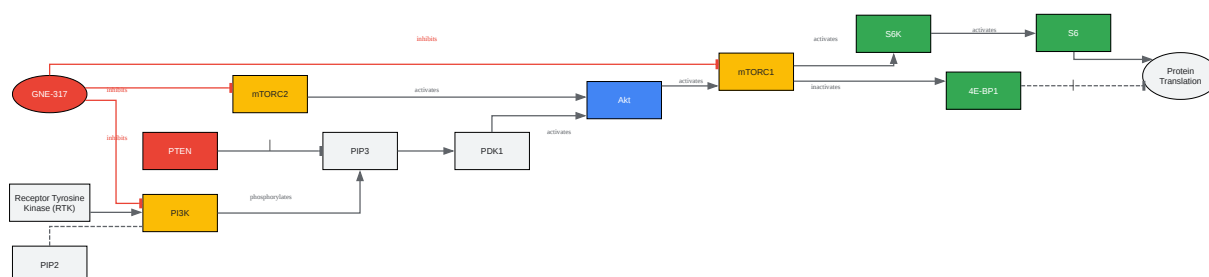 inhibits
GNE-317
inhibits
inhibits
mTORC2
activates
PTEN
PIP3
PDK1
activates
Receptor Tyrosine
Kinase (RTK)
PI3K
phosphorylates
PIP2
Akt
activates
mTORC1
activates
inactivates
S6K
activates
S6
4E-BP1
Protein
Translation